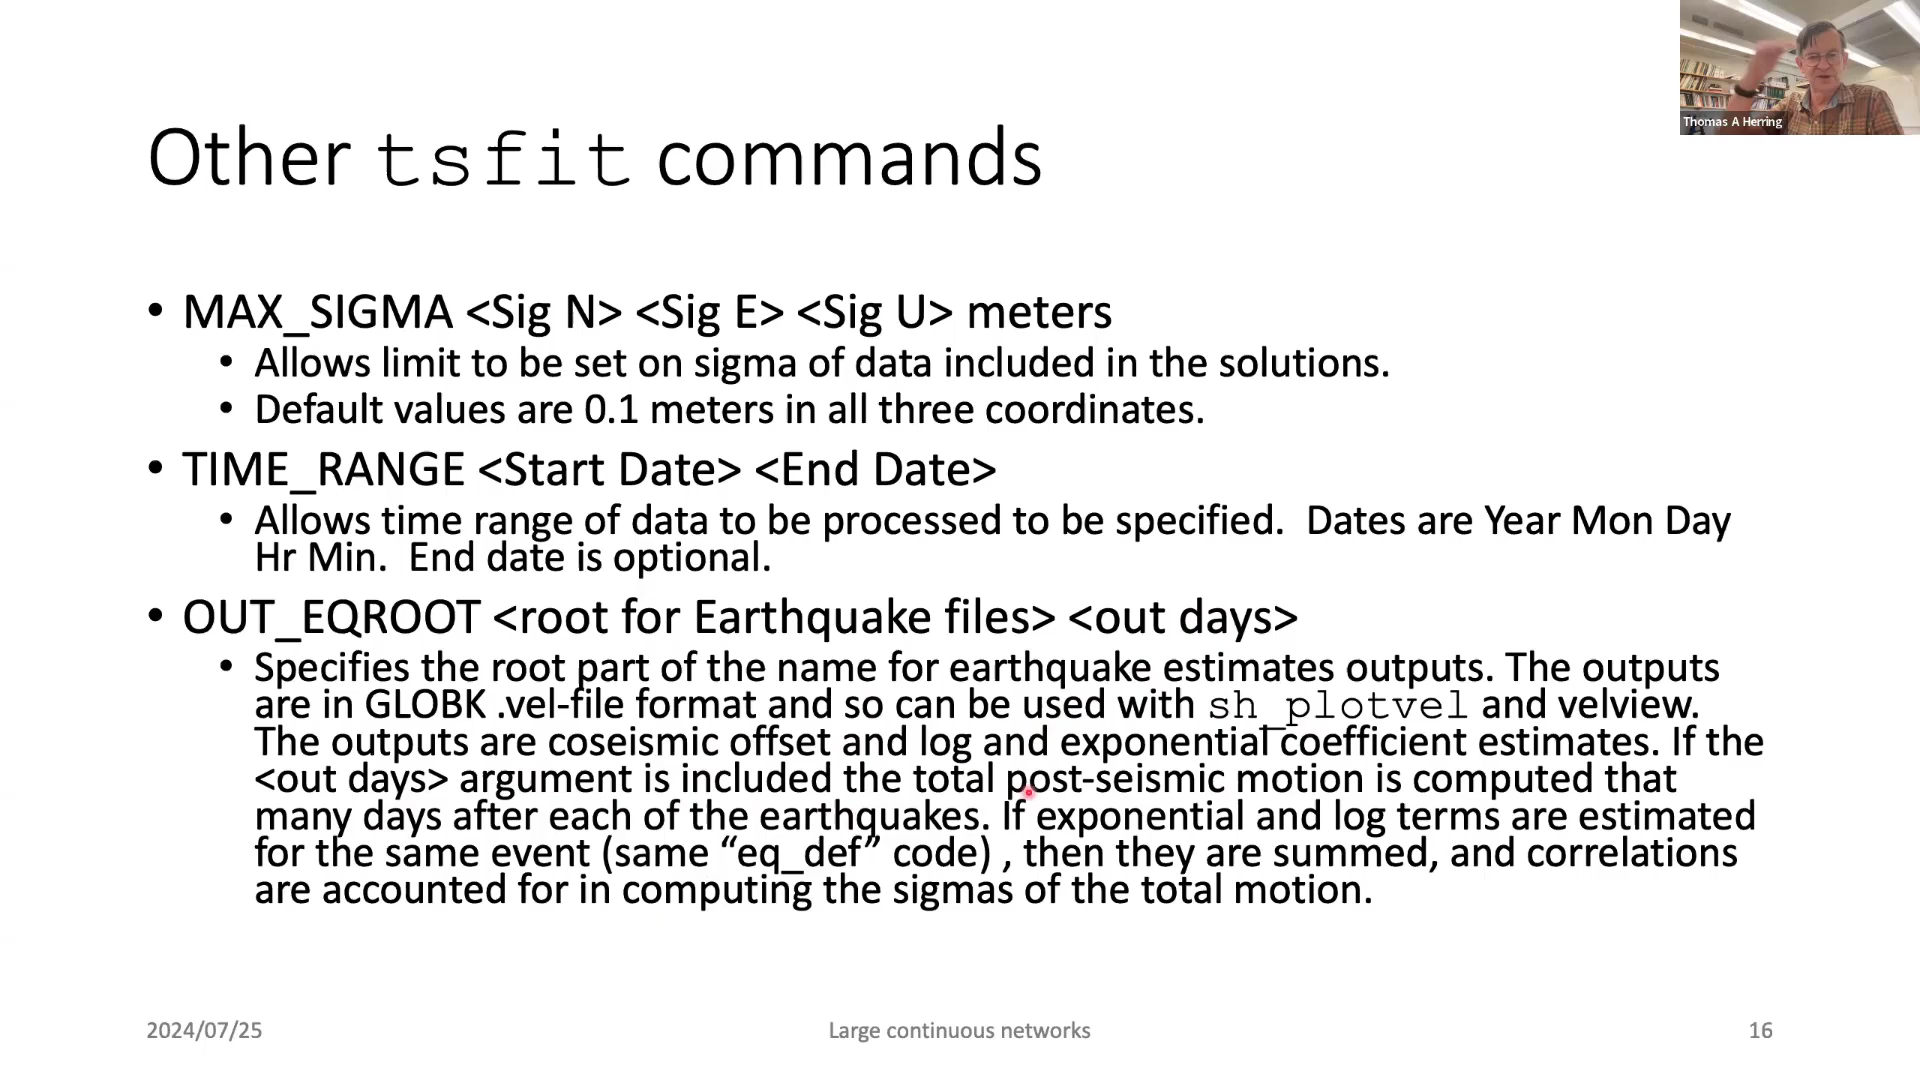 Thomas A Herring
Other tsfit commands
• MAX_SIGMA <Sig N> <Sig E> <Sig U> meters
• Allows limit to be set on sigma of data included in the solutions.
• Default values are 0.1 meters in all three coordinates.
• TIME_RANGE <Start Date> <End Date>
• Allows time range of data to be processed to be specified.  Dates are Year Mon Day
Hr Min.  End date is optional.
• OUT_EQROOT <root for Earthquake files> <out days>
• Specifies the root part of the name for earthquake estimates outputs. The outputs
are in GLOBK .vel-file format and so can be used with sh_plotvel and velview.
The outputs are coseismic offset and log and exponential coefficient estimates. If the
<out days> argument is included the total post-seismic motion is computed that
many days after each of the earthquakes. If exponential and log terms are estimated
for the same event (same “eq_def” code) , then they are summed, and correlations
are accounted for in computing the sigmas of the total motion.
2024/07/25
Large continuous networks
16